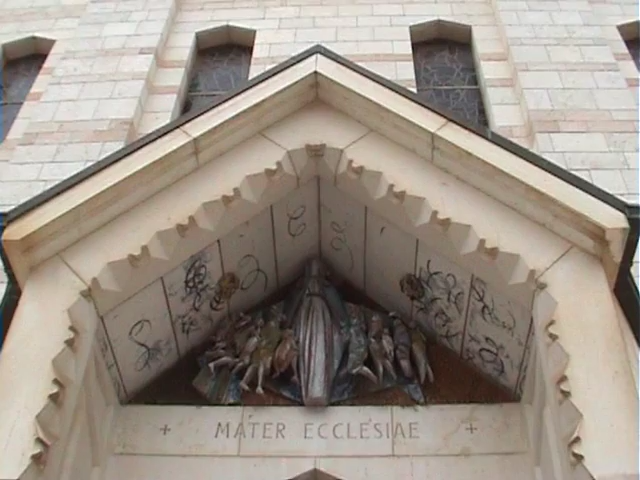 + MATER ECCLESIAE +